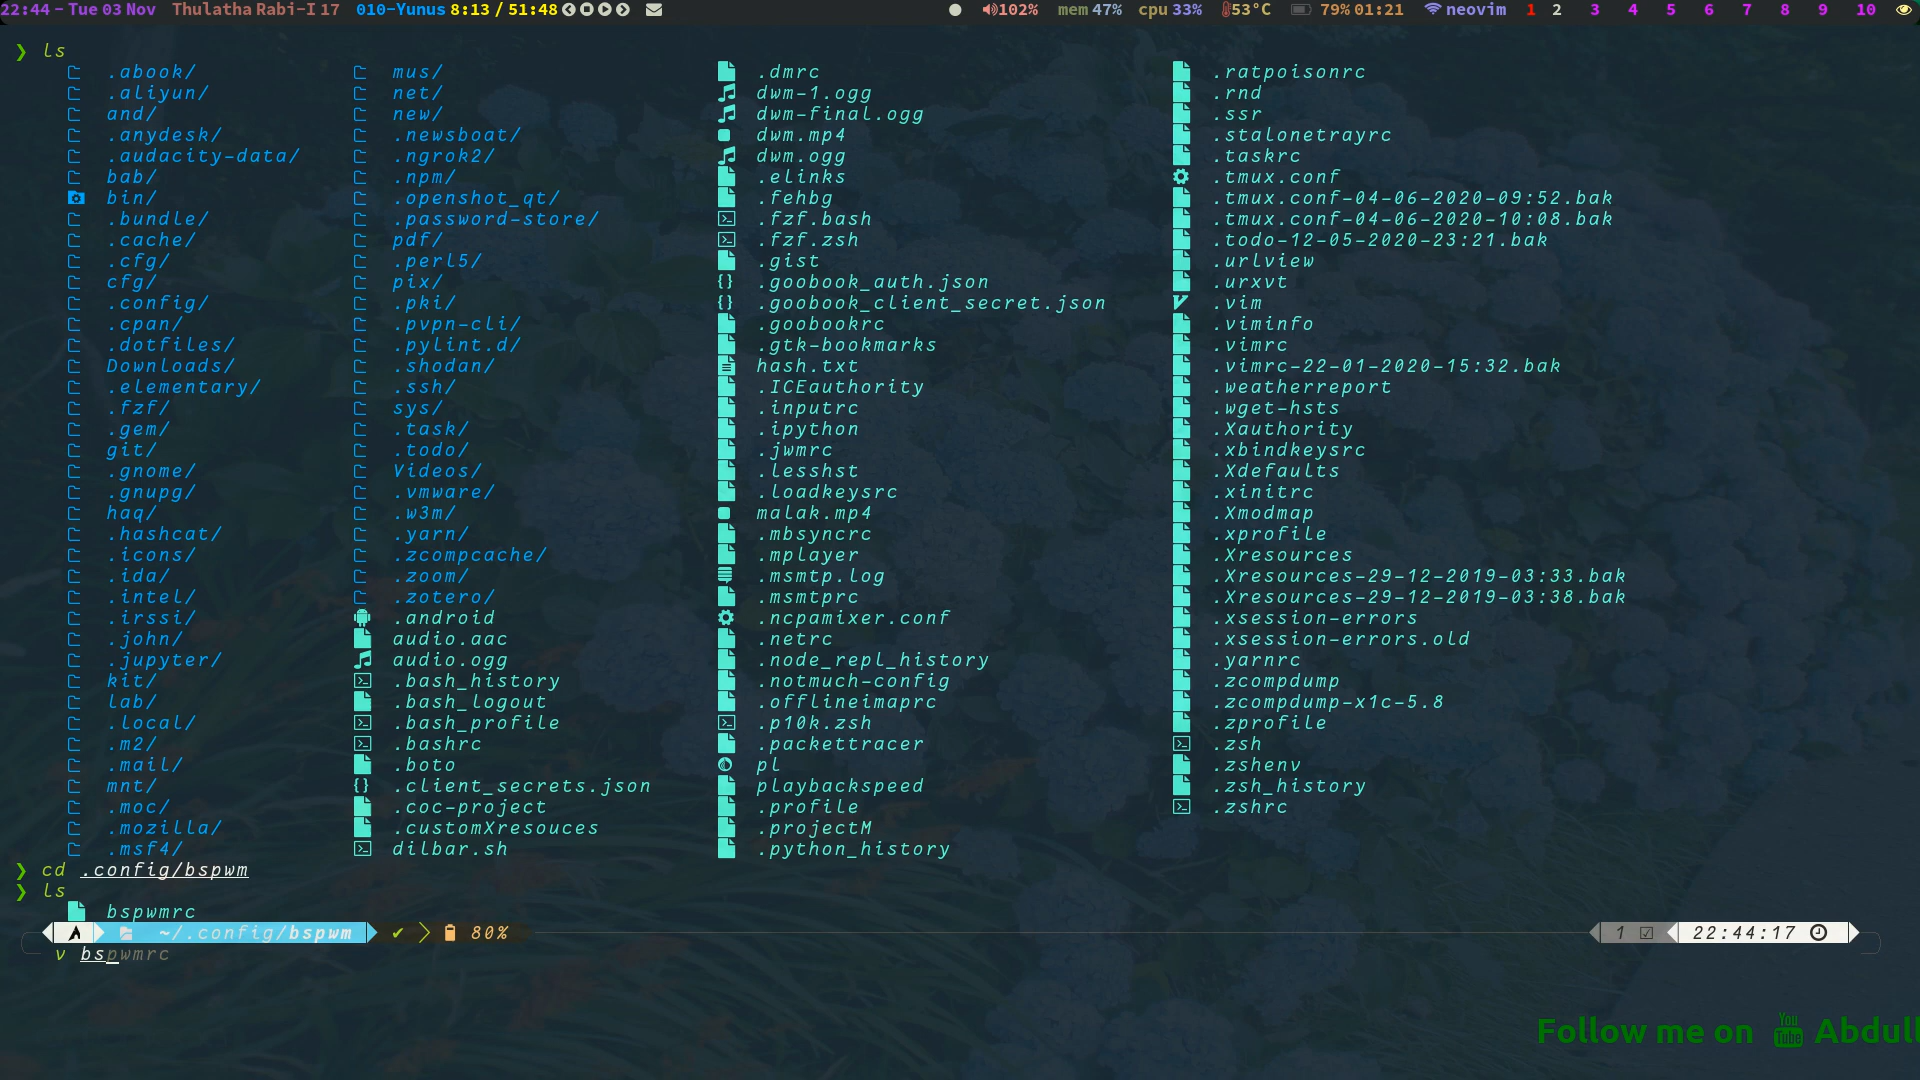 22:44 - Tue 03 Nov Thulatha Rabi-I 17 010-Yunus 8:13 / 51:48 102% mem 47% cpu 33% 53°C 79% 01:21 neovim 1 2 3 4 5 6 7 8 9 10
❯ ls
.abook/ mus/ .dmrc .ratpoisonrc
.aliyun/ net/ dwm-1.ogg .rnd
and/ new/ dwm-final.ogg .ssr
.anydesk/ .newsboat/ dwm.mp4 .stalonetrayrc
.audacity-data/ .ngrok2/ dwm.ogg .taskrc
bab/ .npm/ .elinks .tmux.conf
bin/ .openshot_qt/ .fehbg .tmux.conf-04-06-2020-09:52.bak
.bundle/ .password-store/ .fzf.bash .tmux.conf-04-06-2020-10:08.bak
.cache/ pdf/ .fzf.zsh .todo-12-05-2020-23:21.bak
.cfg/ .perl5/ .gist .urlview
cfg/ pix/ .goobook_auth.json .urxvt
.config/ .pki/ .goobook_client_secret.json .vim
.cpan/ .pvpn-cli/ .goobookrc .viminfo
.dotfiles/ .pylint.d/ .gtk-bookmarks .vimrc
Downloads/ .shodan/ hash.txt .vimrc-22-01-2020-15:32.bak
.elementary/ .ssh/ .ICEauthority .weatherreport
.fzf/ sys/ .inputrc .wget-hsts
.gem/ .task/ .ipython .Xauthority
git/ .todo/ .jwmrc .xbindkeysrc
.gnome/ Videos/ .lesshst .Xdefaults
.gnupg/ .vmware/ .loadkeysrc .xinitrc
haq/ .w3m/ malak.mp4 .Xmodmap
.hashcat/ .yarn/ .mbsyncrc .xprofile
.icons/ .zcompcache/ .mplayer .Xresources
.ida/ .zoom/ .msmtp.log .Xresources-29-12-2019-03:33.bak
.intel/ .zotero/ .msmtprc .Xresources-29-12-2019-03:38.bak
.irssi/ .android .ncpamixer.conf .xsession-errors
.john/ audio.aac .netrc .xsession-errors.old
.jupyter/ audio.ogg .node_repl_history .yarnrc
kit/ .bash_history .notmuch-config .zcompdump
lab/ .bash_logout .offlineimaprc .zcompdump-x1c-5.8
.local/ .bash_profile .p10k.zsh .zprofile
.m2/ .bashrc .packettracer .zsh
.mail/ .boto pl .zshenv
mnt/ .client_secrets.json playbackspeed .zsh_history
.moc/ .coc-project .profile .zshrc
.mozilla/ .customXresouces .projectM
.msf4/ dilbar.sh .python_history
❯ cd .config/bspwm
❯ ls
bspwmrc
~/.config/bspwm ✔ 80% 1 22:44:17
v bspwmrc
Follow me on You Tube Abdull